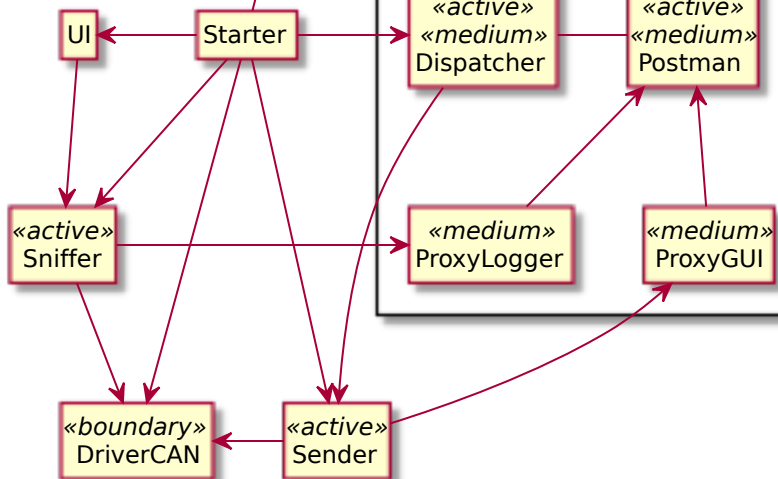 UI
Starter
«active»
«medium»
Dispatcher
«active»
«medium»
Postman
«active»
Sniffer
«medium»
ProxyLogger
«medium»
ProxyGUI
«boundary»
DriverCAN
«active»
Sender